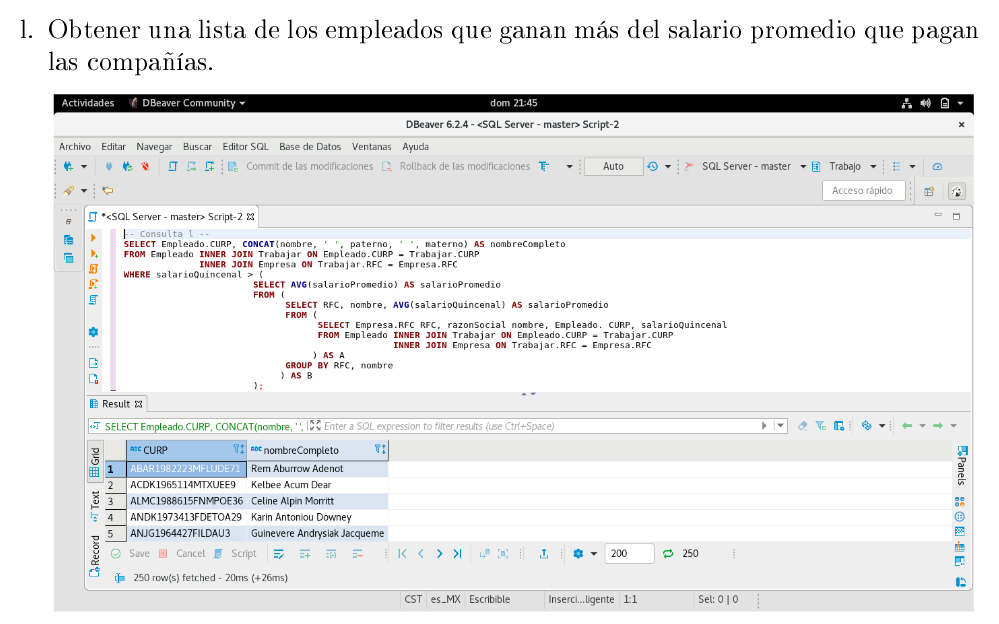 l. Obtener una lista de los empleados que ganan más del salario promedio que pagan
las compañías.
Actividades DBeaver Community dom 21:45
DBeaver 6.2.4 - <SQL Server - master> Script-2
Archivo Editar Navegar Buscar Editor SQL Base de Datos Ventanas Ayuda
Commit de las modificaciones Rollback de las modificaciones Auto SQL Server - master Trabajo
Acceso rápido
*<SQL Server - master> Script-2
-- Consulta l --
SELECT Empleado.CURP, CONCAT(nombre, ' ', paterno, ' ', materno) AS nombreCompleto
FROM Empleado INNER JOIN Trabajar ON Empleado.CURP = Trabajar.CURP
INNER JOIN Empresa ON Trabajar.RFC = Empresa.RFC
WHERE salarioQuincenal > (
SELECT AVG(salarioPromedio) AS salarioPromedio
FROM (
SELECT RFC, nombre, AVG(salarioQuincenal) AS salarioPromedio
FROM (
SELECT Empresa.RFC RFC, razonSocial nombre, Empleado. CURP, salarioQuincenal
FROM Empleado INNER JOIN Trabajar ON Empleado.CURP = Trabajar.CURP
INNER JOIN Empresa ON Trabajar.RFC = Empresa.RFC
) AS A
GROUP BY RFC, nombre
) AS B
);
Result
SELECT Empleado.CURP, CONCAT(nombre, ' ', Enter a SQL expression to filter results (use Ctrl+Space)
Grid
Text
Record
Panels
CURP nombreCompleto
1 ABAR1982223MFLUDE71 Rem Aburrow Adenot
2 ACDK1965114MTXUEE9 Kelbee Acum Dear
3 ALMC1988615FNMPOE36 Celine Alpin Morritt
4 ANDK1973413FDETOA29 Karin Antoniou Downey
5 ANJG1964427FILDAU3 Guinevere Andrysiak Jacqueme
Save Cancel Script 200 250
250 row(s) fetched - 20ms (+26ms)
CST es_MX Escribible Inserci...ligente 1:1 Sel: 0 | 0